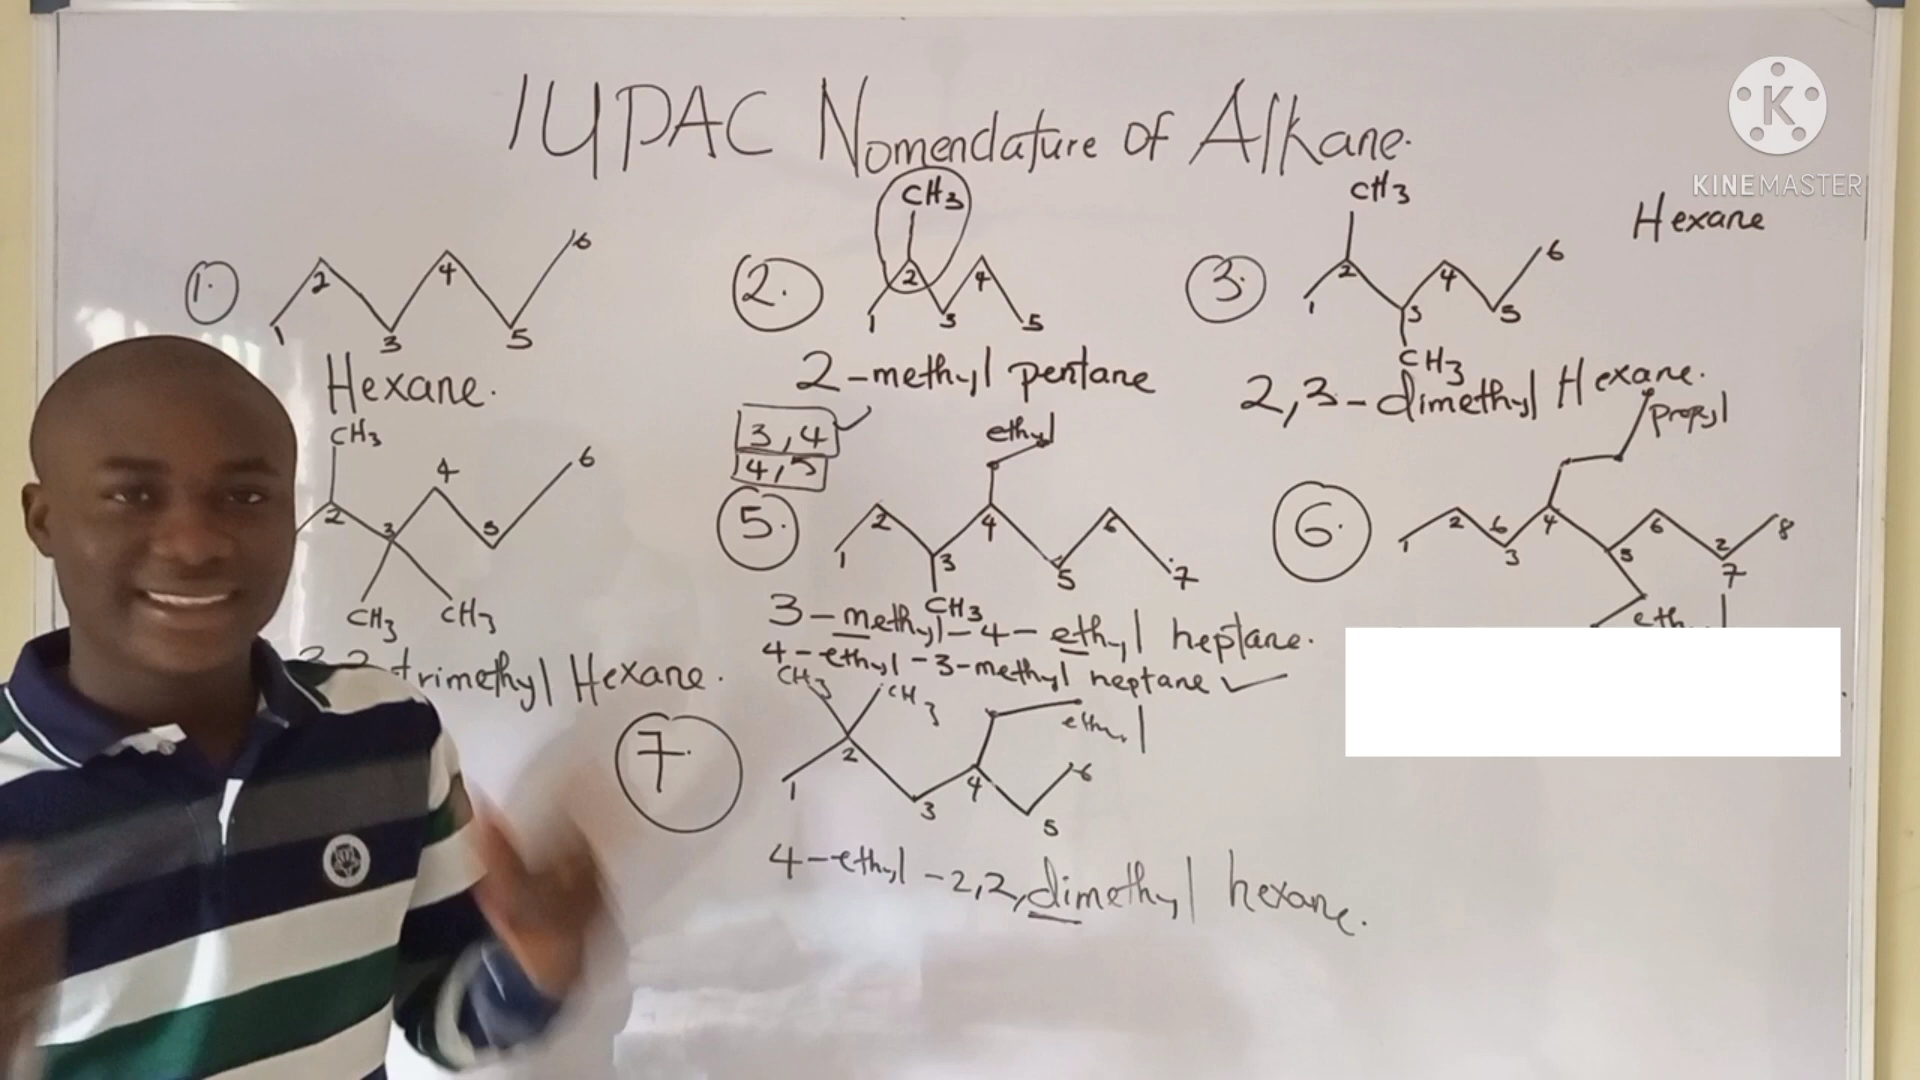 IUPAC Nomenclature of Alkane.
K
KINEMASTER
Hexane
1.
1 2 3 4 5 6
Hexane.
2.
CH3
1 2 3 4 5
2-methyl pentane
3.
CH3
1 2 3 4 5 6
CH3
2,3-dimethyl Hexane.
CH3
2 3 4 5 6
CH3 CH3
trimethyl Hexane.
3,4
4,5
5.
ethyl
1 2 3 4 5 6 7
CH3
3-methyl-4-ethyl heptane.
4-ethyl-3-methyl heptane
6.
propyl
1 2 6 3 4 5 6 2 7 8
7.
CH3 CH3
ethyl
1 2 3 4 5 6
4-ethyl-2,2,dimethyl hexane.